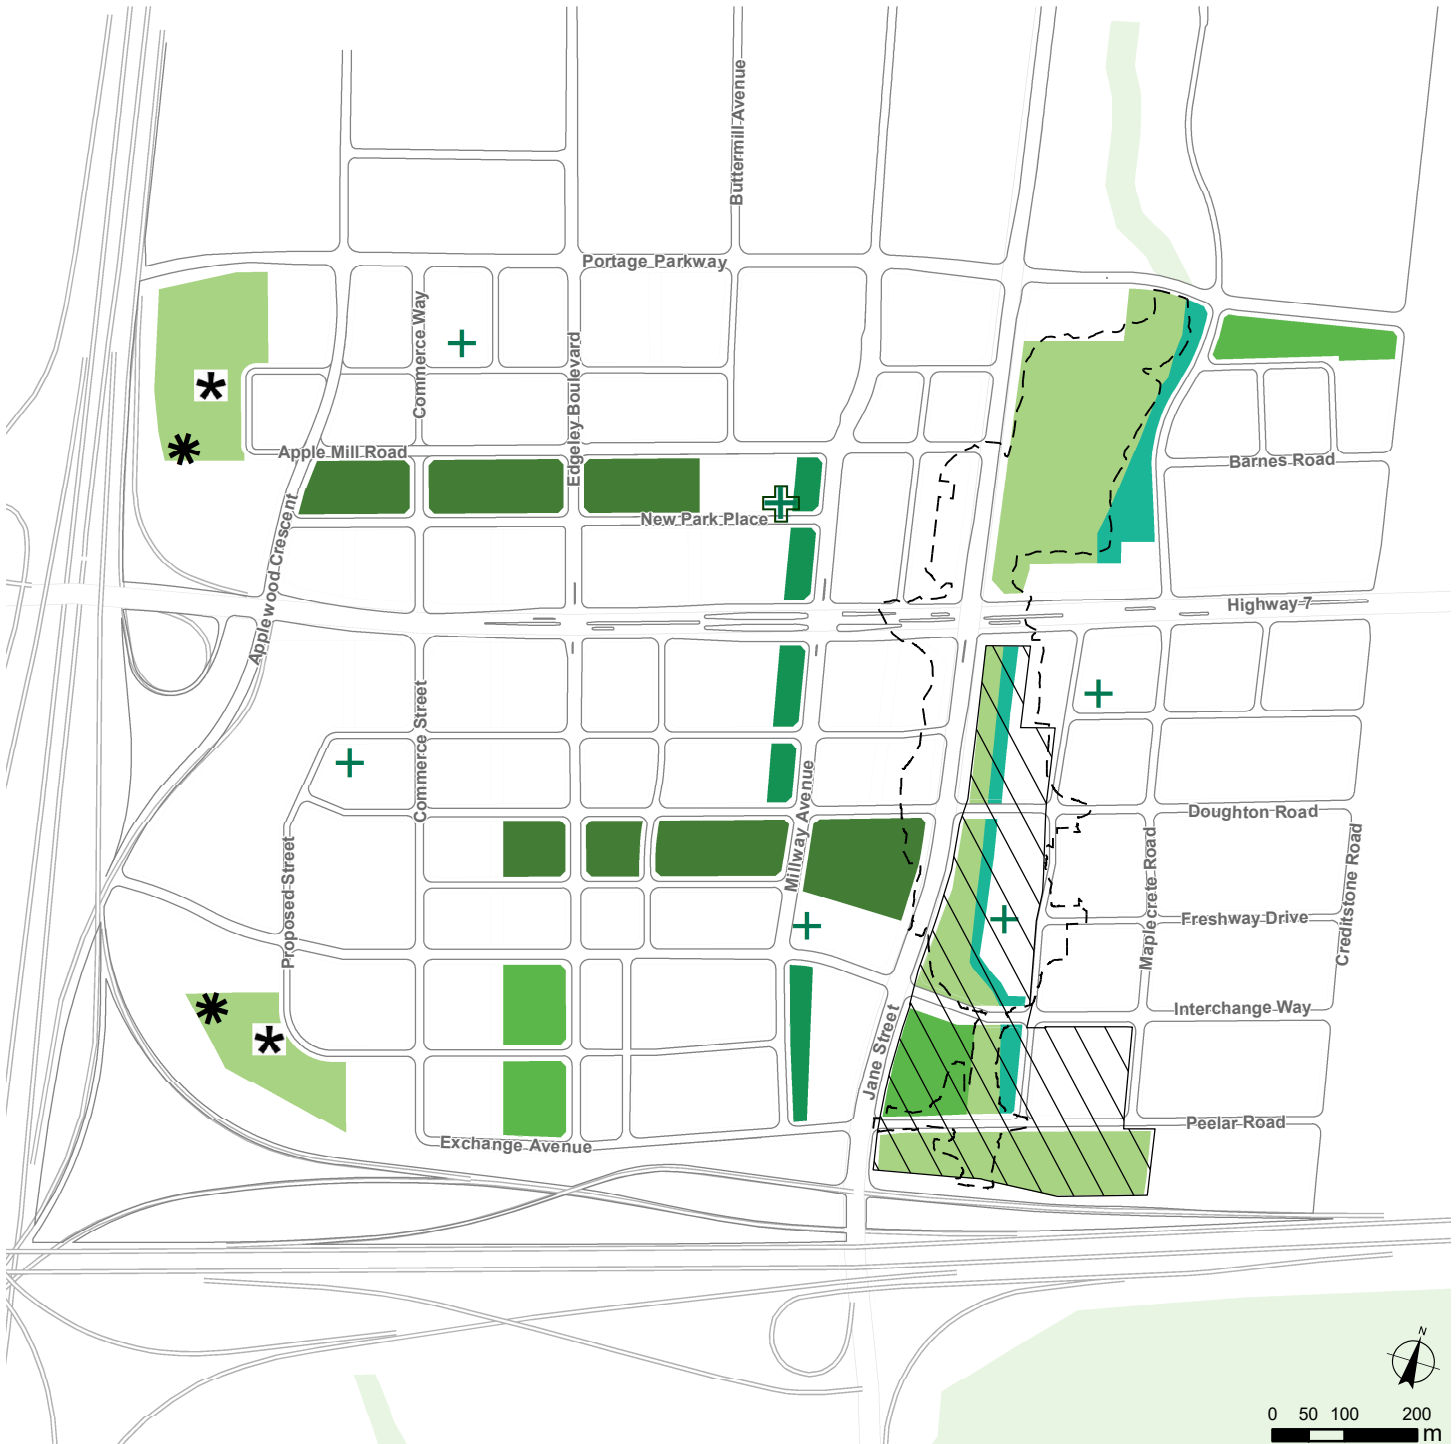 Buttermill Avenue
Portage Parkway
Commerce Way
Edgeley Boulevard
Apple Mill Road
Barnes Road
New Park Place
Applewood Crescent
Highway 7
Commerce Street
Millway Avenue
Doughton Road
Proposed Street
Maplecrete Road
Creditstone Road
Freshway Drive
Interchange Way
Jane Street
Peelar Road
Exchange Avenue
N
0 50 100 200
m